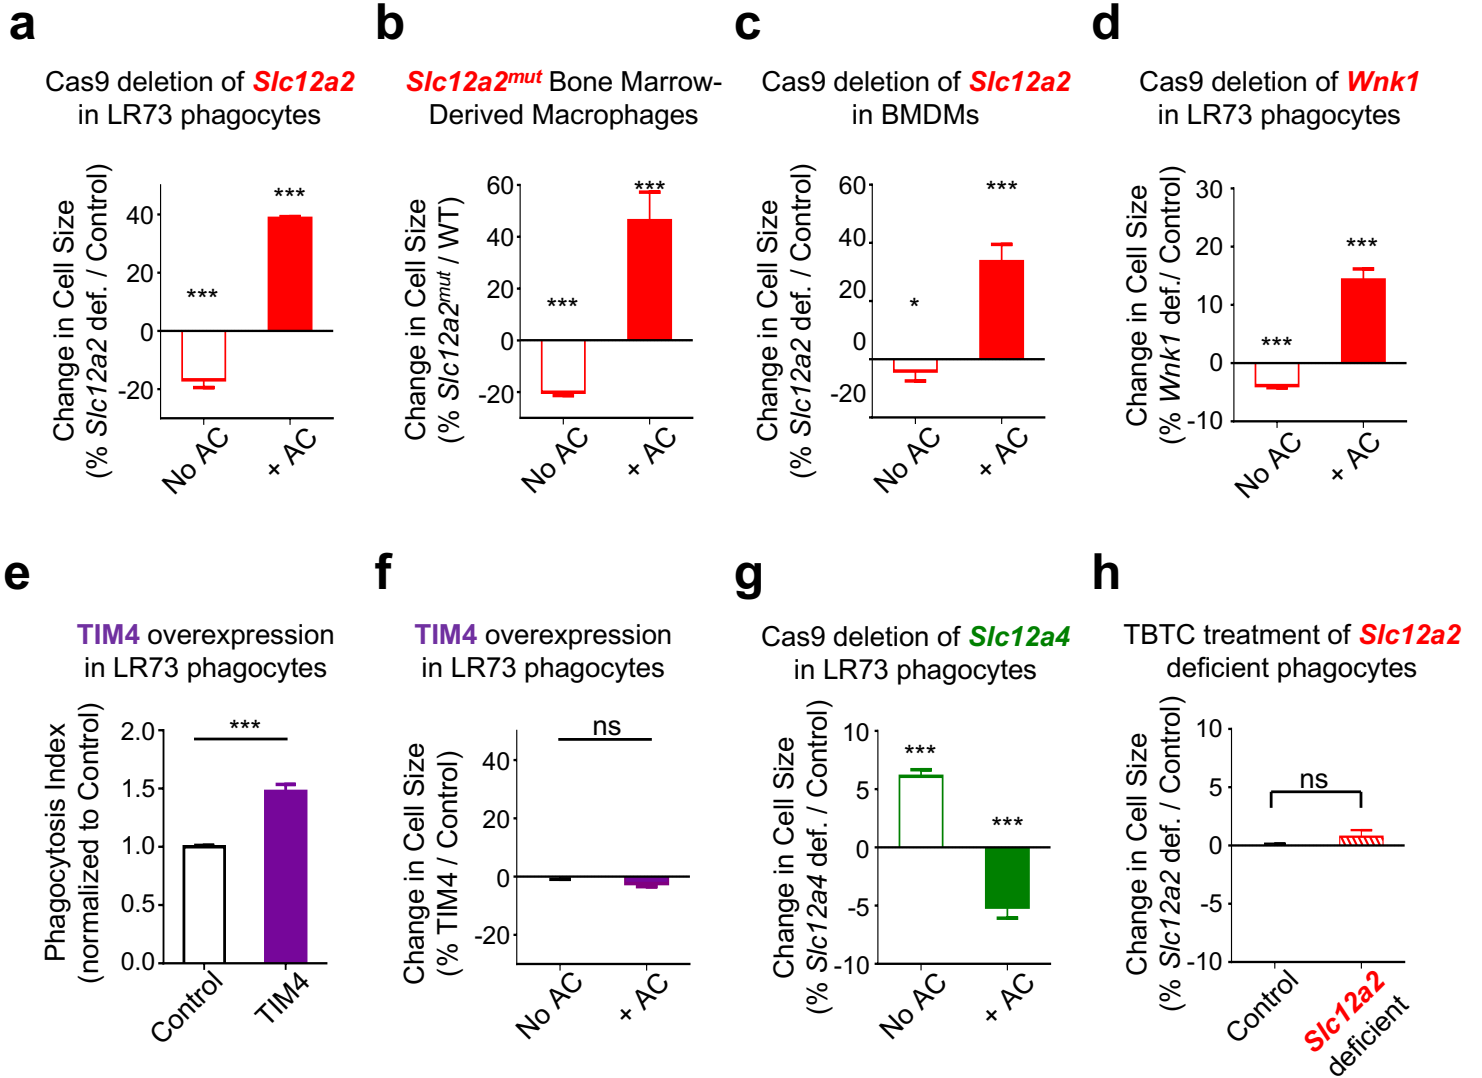 a
Cas9 deletion of Slc12a2
in LR73 phagocytes
Change in Cell Size
(% Slc12a2 def. / Control)
40
20
0
-20
***
***
No AC
+ AC
b
Slc12a2mut Bone Marrow-
Derived Macrophages
Change in Cell Size
(% Slc12a2mut / WT)
60
40
20
0
-20
***
***
No AC
+ AC
c
Cas9 deletion of Slc12a2
in BMDMs
Change in Cell Size
(% Slc12a2 def. / Control)
60
40
20
0
-20
*
***
No AC
+ AC
d
Cas9 deletion of Wnk1
in LR73 phagocytes
Change in Cell Size
(% Wnk1 def./ Control)
30
20
10
0
-10
***
***
No AC
+ AC
e
TIM4 overexpression
in LR73 phagocytes
Phagocytosis Index
(normalized to Control)
2.0
1.5
1.0
0.5
0.0
***
Control
TIM4
f
TIM4 overexpression
in LR73 phagocytes
Change in Cell Size
(% TIM4 / Control)
40
20
0
-20
ns
No AC
+ AC
g
Cas9 deletion of Slc12a4
in LR73 phagocytes
Change in Cell Size
(% Slc12a4 def. / Control)
10
5
0
-5
-10
***
***
No AC
+ AC
h
TBTC treatment of Slc12a2
deficient phagocytes
Change in Cell Size
(% Slc12a2 def. / Control)
10
5
0
-5
-10
ns
Control
Slc12a2
deficient